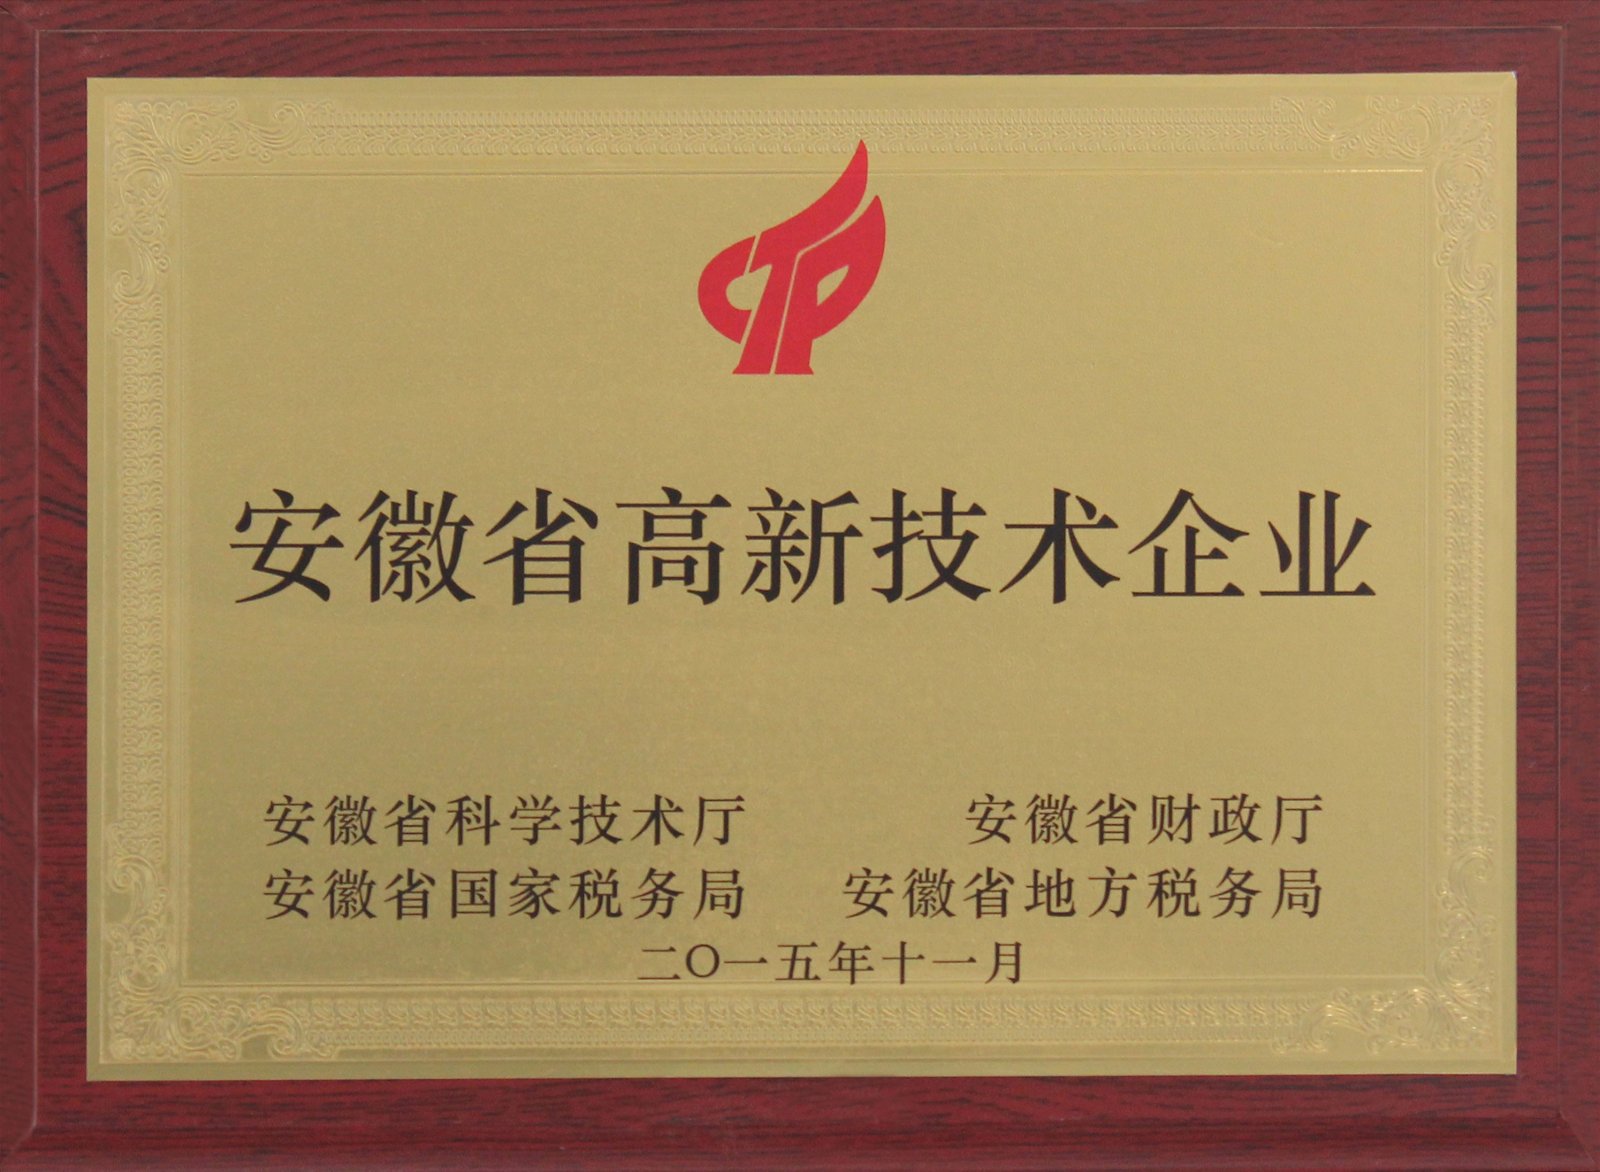 安徽省高新技术企业
安徽省科学技术厅 安徽省财政厅
安徽省国家税务局 安徽省地方税务局
二〇一五年十一月